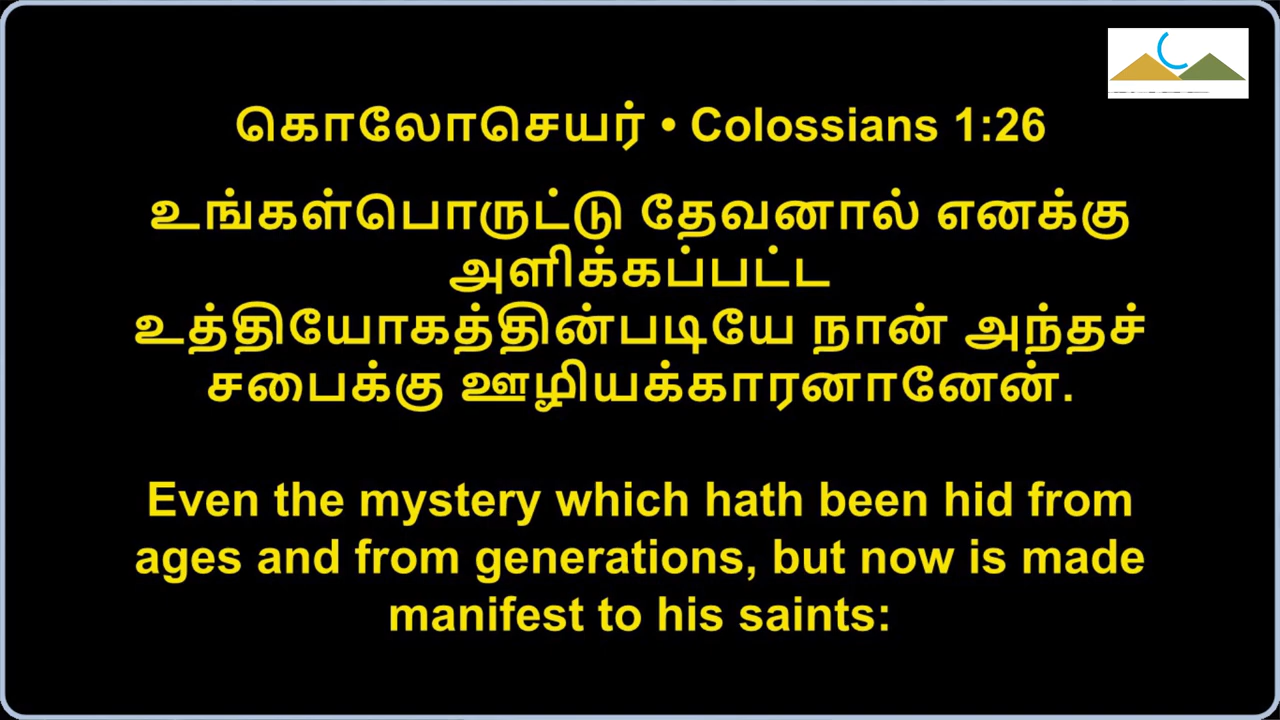 கொலோசெயர் • Colossians 1:26
உங்கள்பொருட்டு தேவனால் எனக்கு
அளிக்கப்பட்ட
உத்தியோகத்தின்படியே நான் அந்தச்
சபைக்கு ஊழியக்காரனானேன்.
Even the mystery which hath been hid from
ages and from generations, but now is made
manifest to his saints: